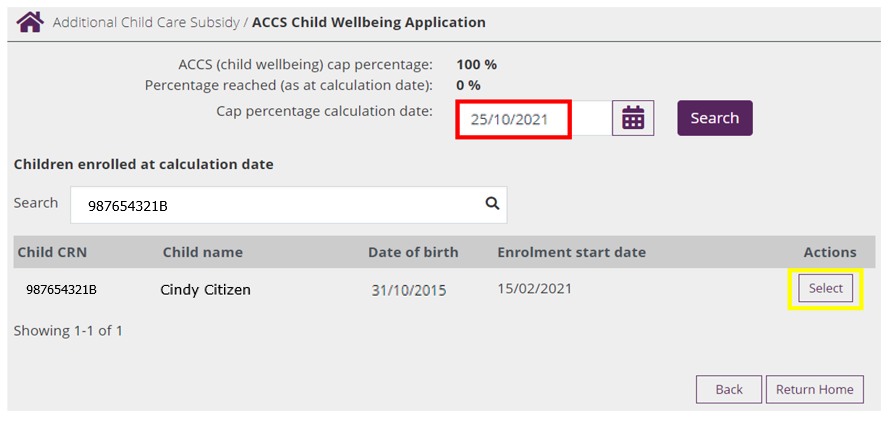 Additional Child Care Subsidy / ACCS Child Wellbeing Application
ACCS (child wellbeing) cap percentage: 100 %
Percentage reached (as at calculation date): 0 %
Cap percentage calculation date: 25/10/2021 Search
Children enrolled at calculation date
Search 987654321B
Child CRN Child name Date of birth Enrolment start date Actions
987654321B Cindy Citizen 31/10/2015 15/02/2021 Select
Showing 1-1 of 1
Back Return Home